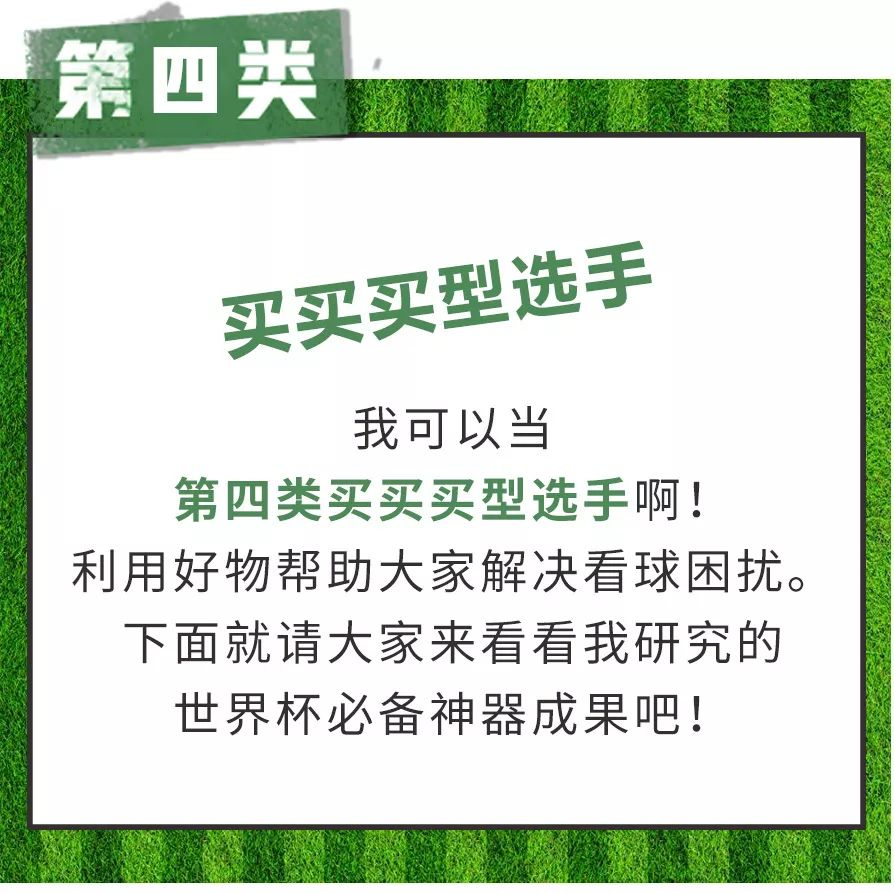 第四类
买买买型选手
我可以当
第四类买买买型选手啊！
利用好物帮助大家解决看球困扰。
下面就请大家来看看我研究的
世界杯必备神器成果吧！